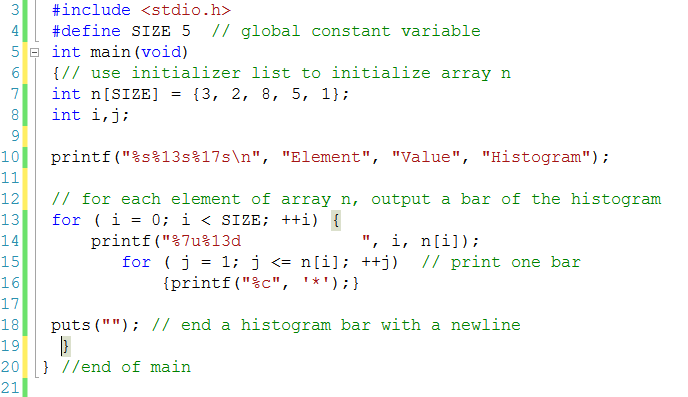 3 #include <stdio.h>
4 #define SIZE 5  // global constant variable
5 int main(void)
6 {// use initializer list to initialize array n
7 int n[SIZE] = {3, 2, 8, 5, 1};
8 int i,j;
9
10 printf("%s%13s%17s\n", "Element", "Value", "Histogram");
11
12 // for each element of array n, output a bar of the histogram
13 for ( i = 0; i < SIZE; ++i) {
14     printf("%7u%13d            ", i, n[i]);
15        for ( j = 1; j <= n[i]; ++j)  // print one bar
16            {printf("%c", '*');}
17
18 puts(""); // end a histogram bar with a newline
19  }
20 } //end of main
21